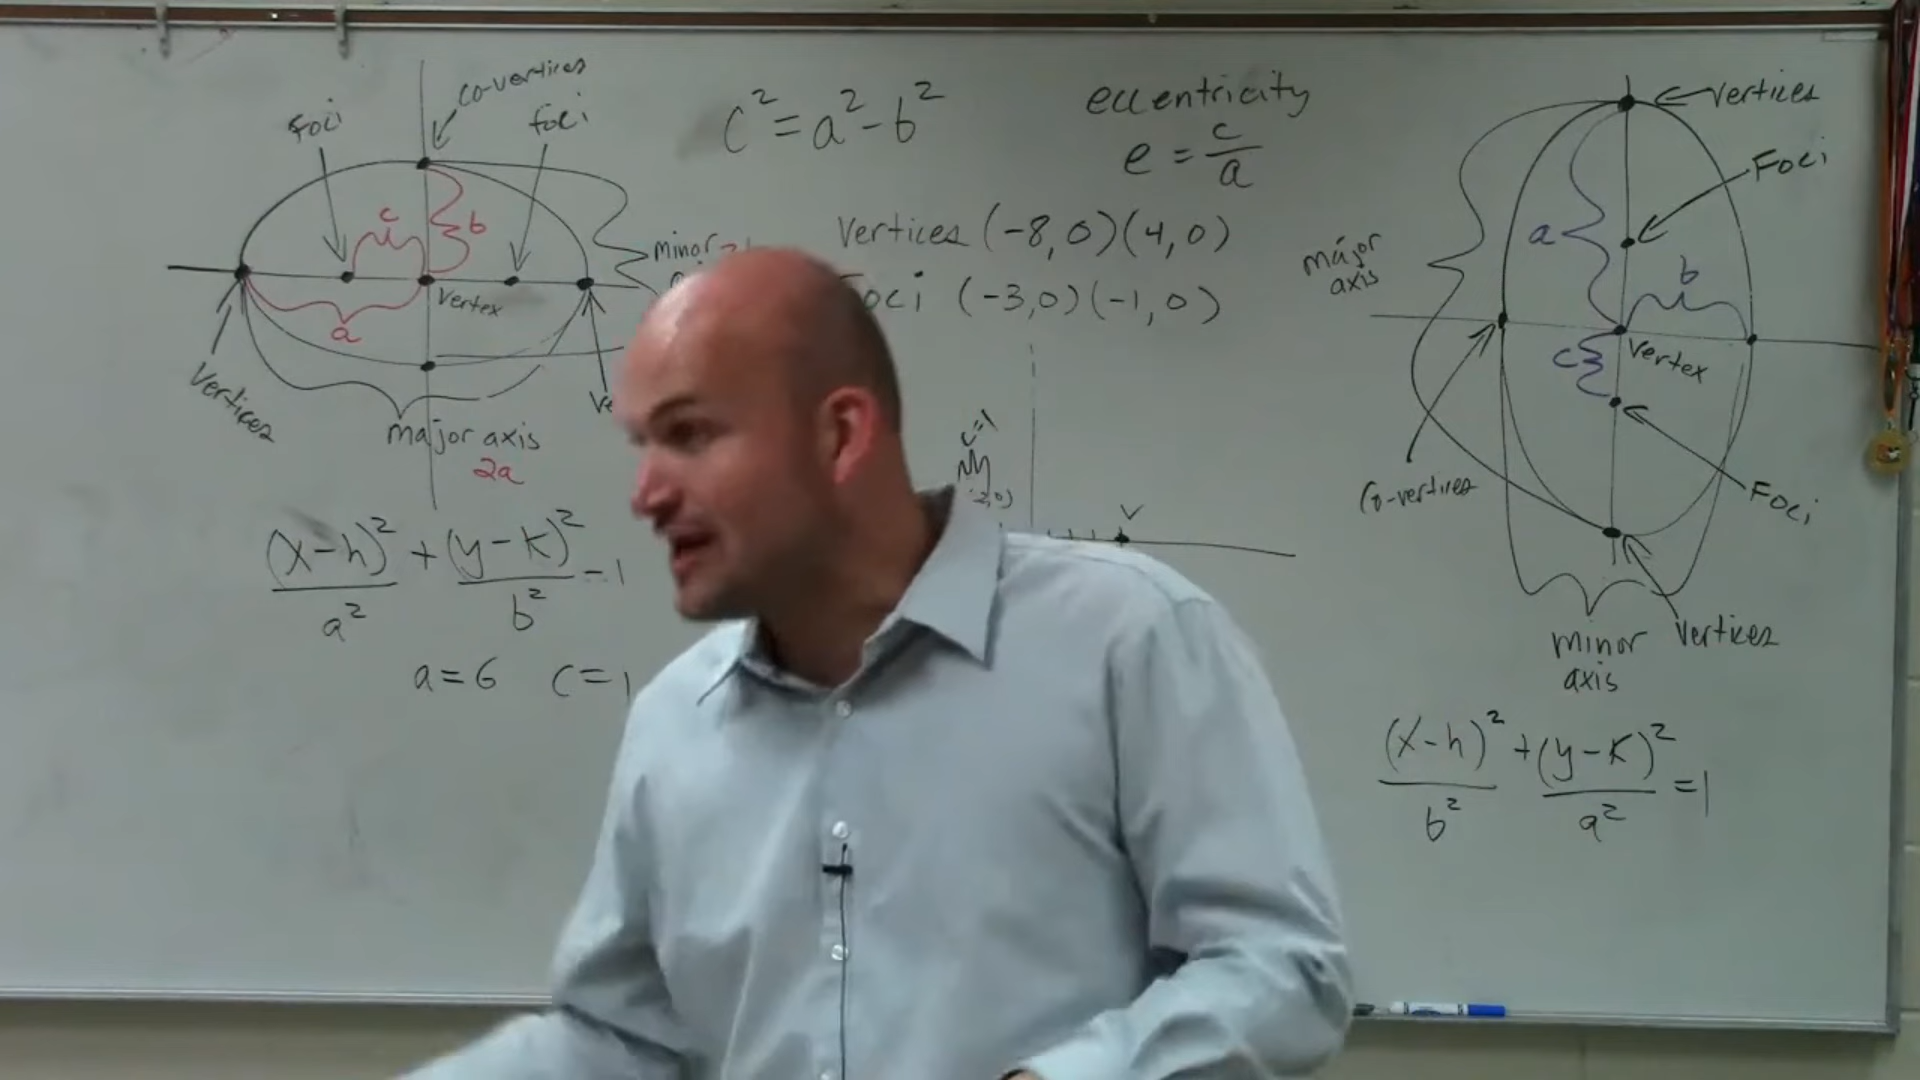 co-vertices
Foci
foci
c
b
a
vertex
minor
Vertices
major axis
2a
(x-h)² + (y-k)² = 1
a² b²
a=6 c=1
c²=a²-b²
eccentricity
e = c/a
Vertices (-8,0)(4,0)
oci (-3,0)(-1,0)
c=1
V
vertices
Foci
major
axis
a
b
c
Vertex
Co-vertices
Foci
Vertices
minor
axis
(x-h)² + (y-k)² = 1
b² a²